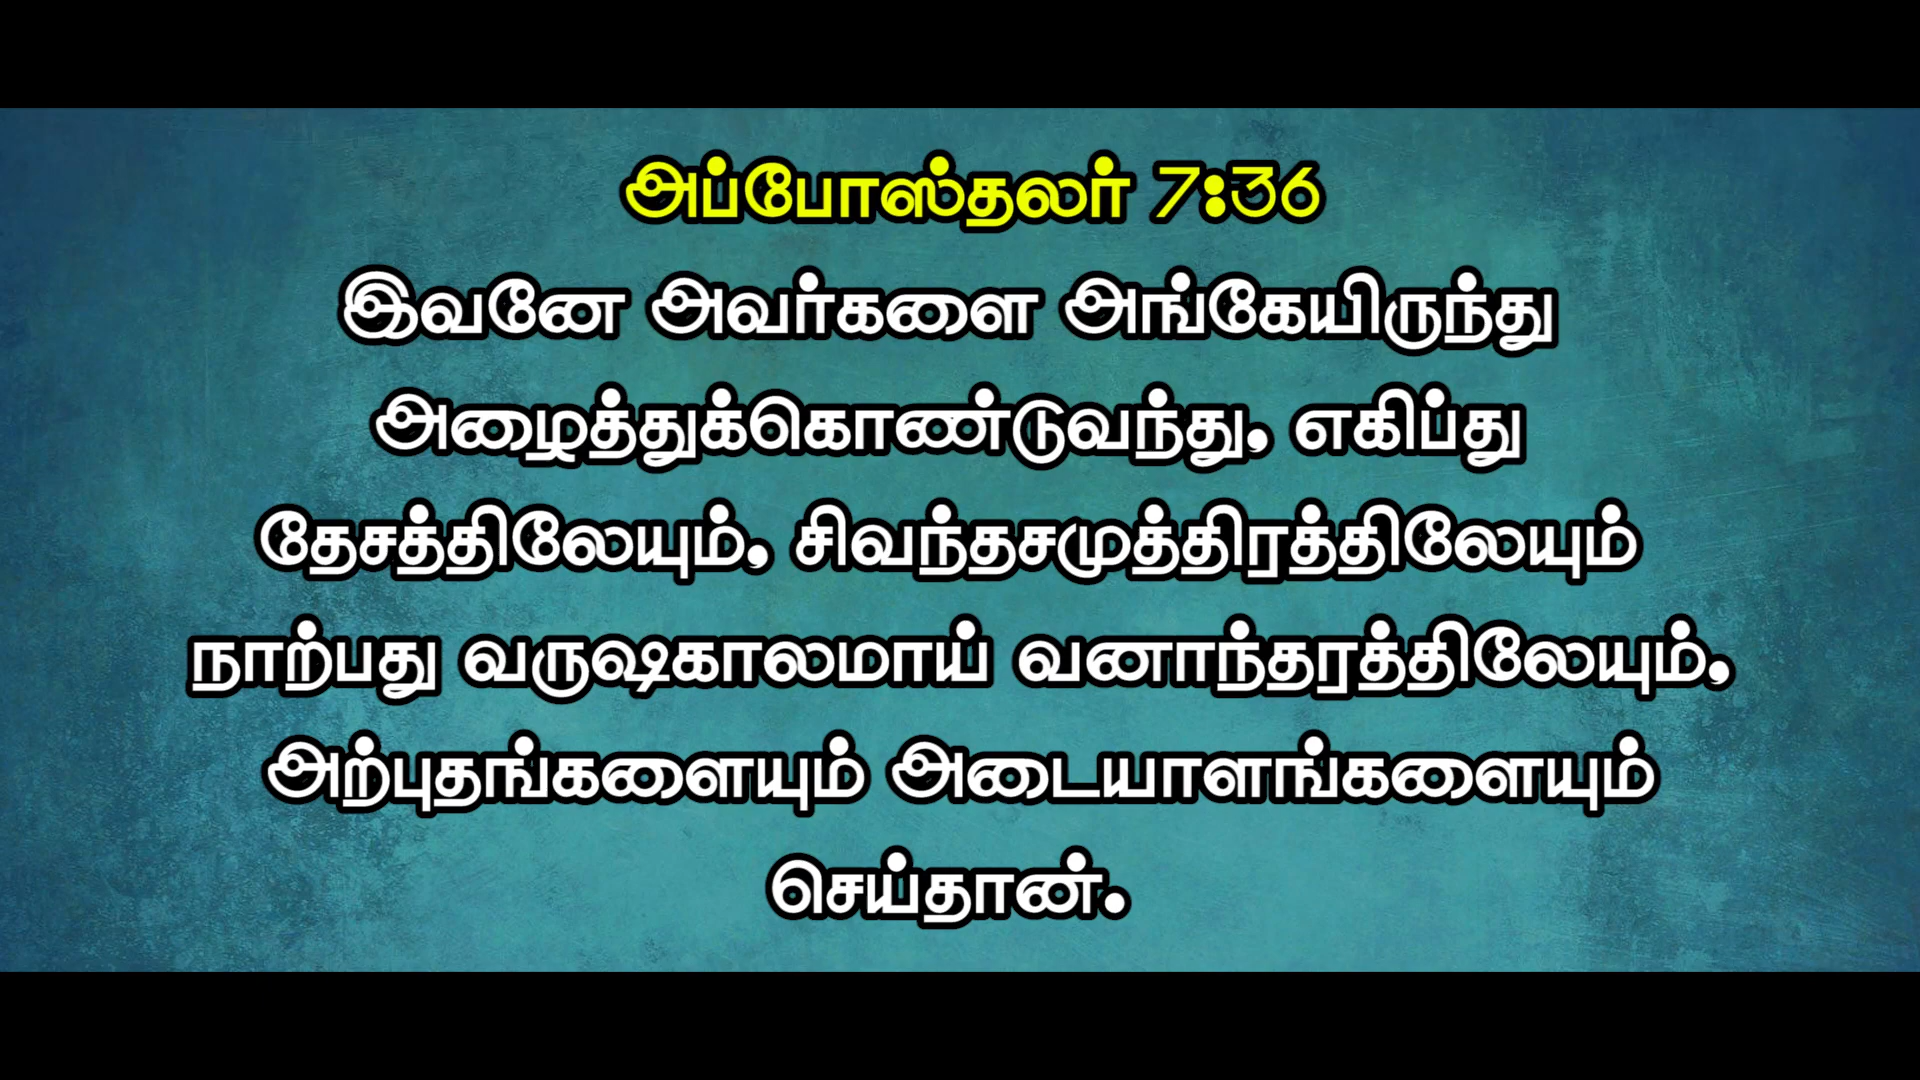 அப்போஸ்தலர் 7:36
இவனே அவர்களை அங்கேயிருந்து
அழைத்துக்கொண்டுவந்து, எகிப்து
தேசத்திலேயும், சிவந்தசமுத்திரத்திலேயும்
நாற்பது வருஷகாலமாய் வனாந்தரத்திலேயும்,
அற்புதங்களையும் அடையாளங்களையும்
செய்தான்.